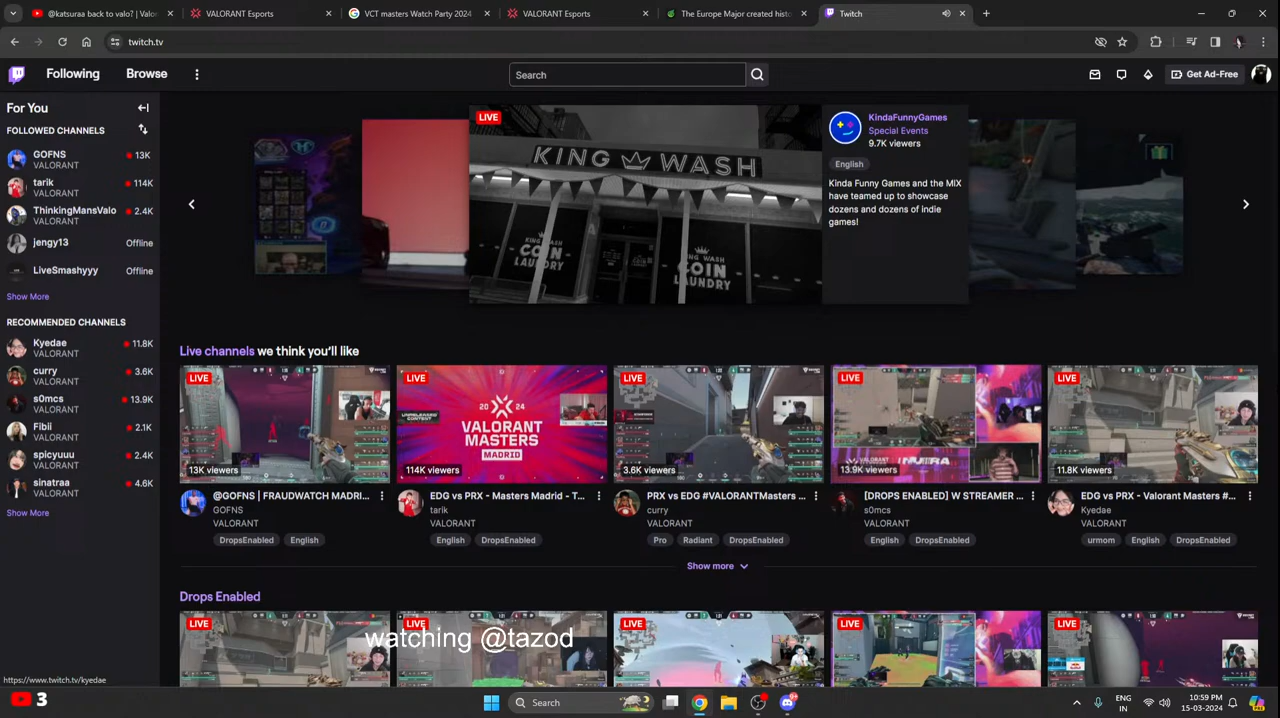 @katsuraa back to valo? | Valor
VALORANT Esports
VCT masters Watch Party 2024
VALORANT Esports
The Europe Major created histo
Twitch
twitch.tv
Following
Browse
Search
Get Ad-Free
For You
FOLLOWED CHANNELS
GOFNS
13K
VALORANT
tarik
114K
VALORANT
ThinkingMansValo
2.4K
VALORANT
jengy13
Offline
LiveSmashyyy
Offline
Show More
RECOMMENDED CHANNELS
Kyedae
11.8K
VALORANT
curry
3.6K
VALORANT
s0mcs
13.9K
VALORANT
Fibii
2.1K
VALORANT
spicyuuu
2.4K
VALORANT
sinatraa
4.6K
VALORANT
Show More
LIVE
KING WASH
KING WASH
COIN
LAUNDRY
KING WASH
COIN
LAUNDRY
KindaFunnyGames
Special Events
9.7K viewers
English
Kinda Funny Games and the MIX
have teamed up to showcase
dozens and dozens of indie
games!
Live channels we think you'll like
LIVE
13K viewers
@GOFNS | FRAUDWATCH MADRI...
GOFNS
VALORANT
DropsEnabled
English
LIVE
2024
VALORANT
MASTERS
MADRID
114K viewers
EDG vs PRX - Masters Madrid - T...
tarik
VALORANT
English
DropsEnabled
LIVE
3.6K viewers
PRX vs EDG #VALORANTMasters ...
curry
VALORANT
Pro
Radiant
DropsEnabled
LIVE
13.9K viewers
[DROPS ENABLED] W STREAMER ...
s0mcs
VALORANT
English
DropsEnabled
LIVE
11.8K viewers
EDG vs PRX - Valorant Masters #...
Kyedae
VALORANT
urmom
English
DropsEnabled
Show more
Drops Enabled
LIVE
LIVE
LIVE
LIVE
LIVE
watching @tazod
https://www.twitch.tv/kyedae
3
Search
ENG
IN
10:59 PM
15-03-2024